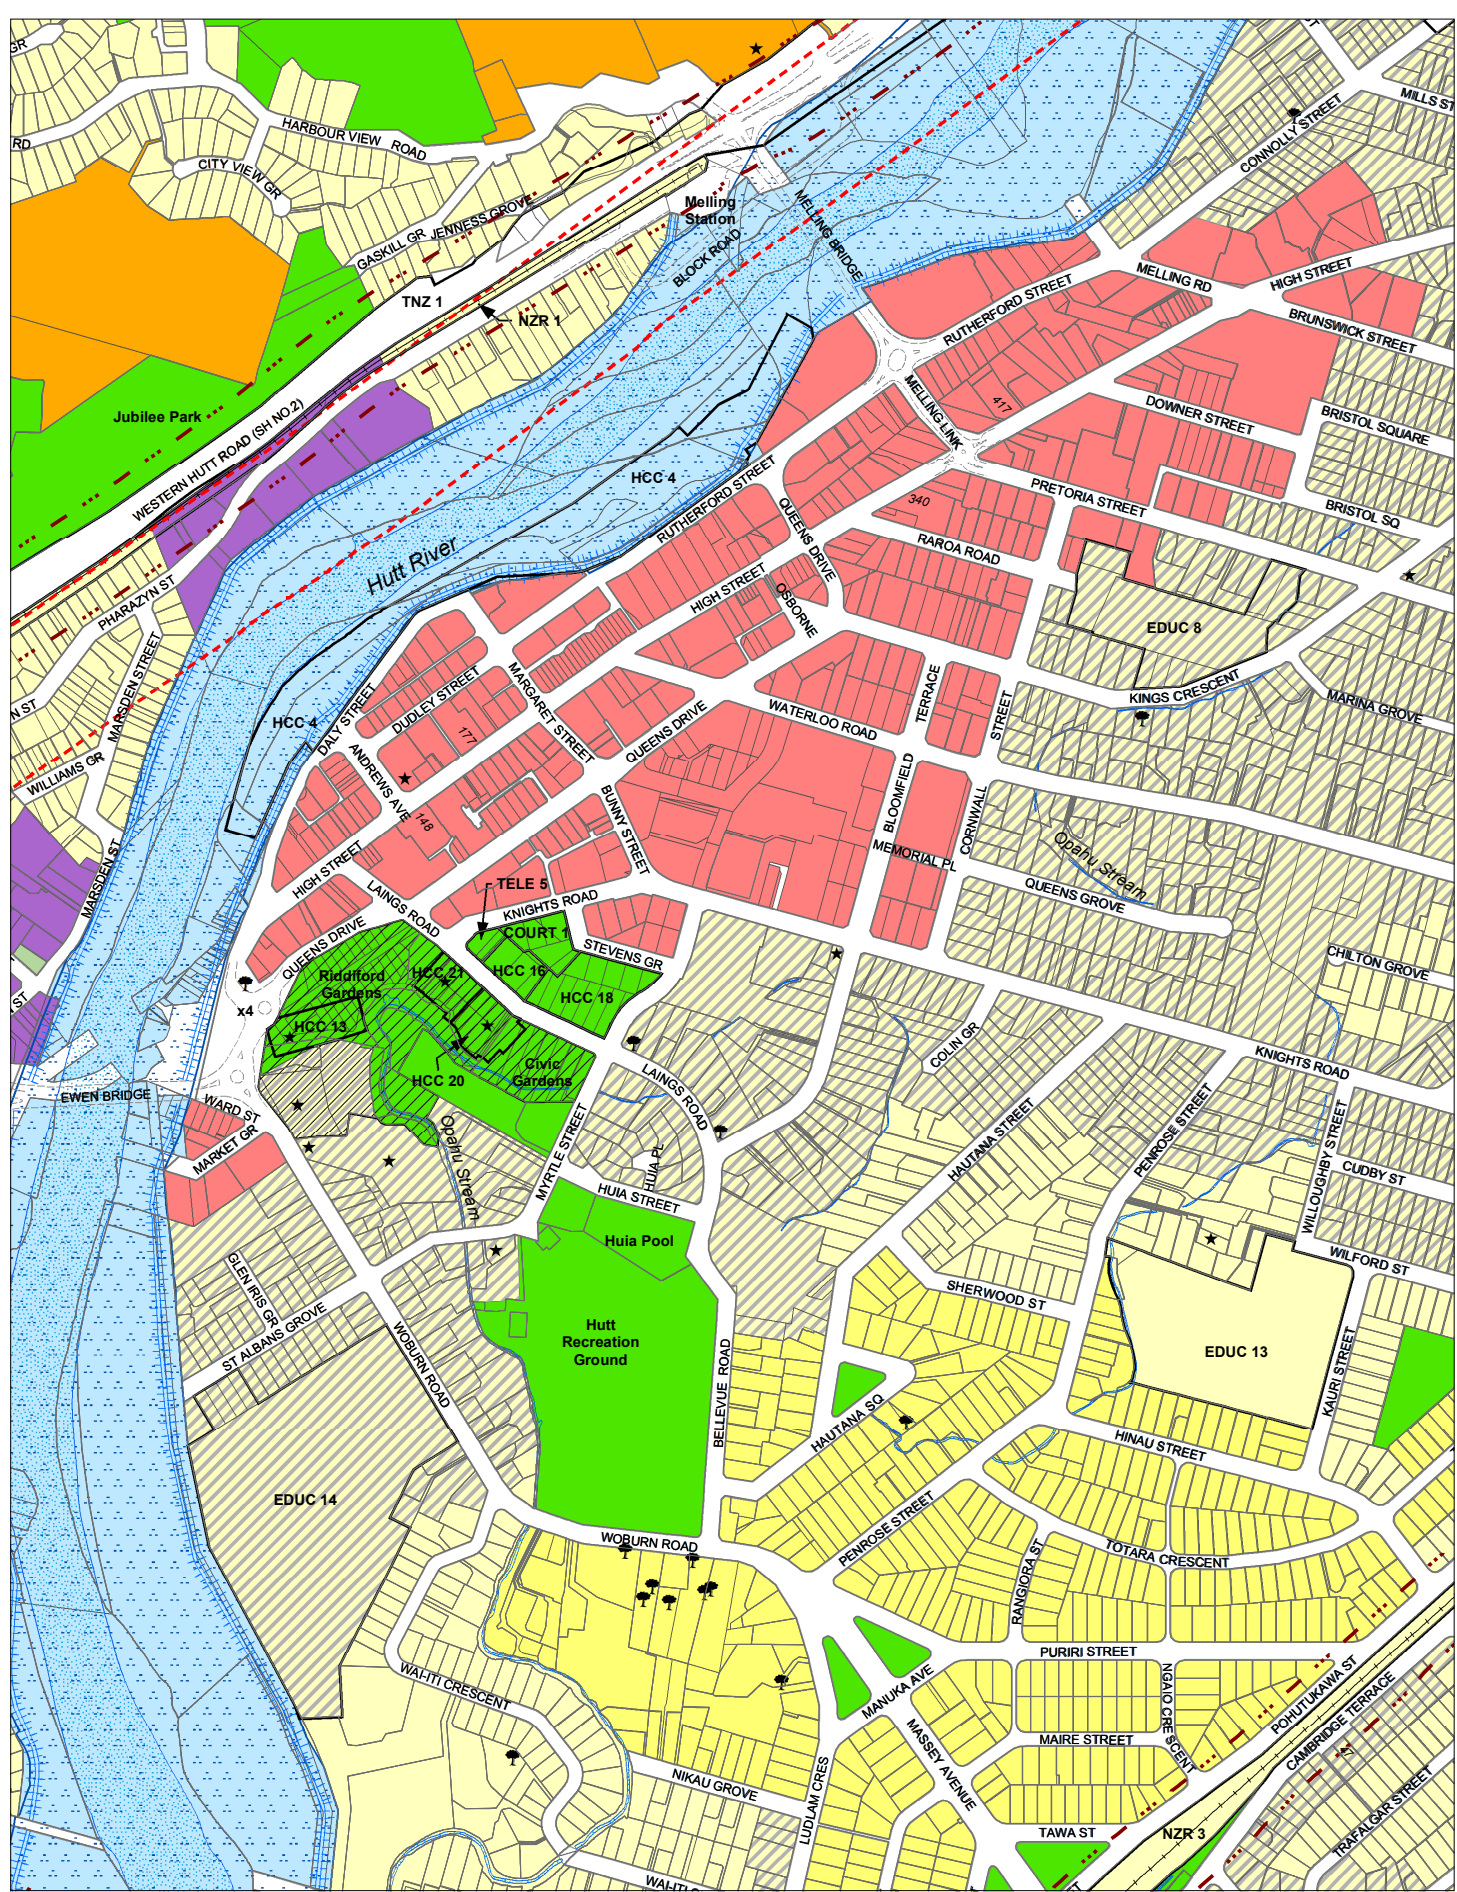 GR
RD
HARBOUR VIEW ROAD
CITY VIEW GR
GASKILL GR
JENNESS GROVE
Melling
Station
BLOCK ROAD
MELLING BRIDGE
CONNOLLY STREET
MILLS ST
ST
MELLING RD
HIGH STREET
BRUNSWICK STREET
RUTHERFORD STREET
TNZ 1
NZR 1
MELLING LINK
417
DOWNER STREET
BRISTOL SQUARE
Jubilee Park
WESTERN HUTT ROAD (SH NO.2)
HCC 4
RUTHERFORD STREET
QUEENS DRIVE
340
PRETORIA STREET
BRISTOL SQ
RAROA ROAD
Hutt River
PHARAZYN ST
HIGH STREET
OSBORNE
EDUC 8
MARSDEN STREET
KINGS CRESCENT
MARINA GROVE
N ST
HCC 4
DALY STREET
DUDLEY STREET
MARGARET STREET
177
QUEENS DRIVE
WATERLOO ROAD
TERRACE
STREET
WILLIAMS GR
ANDREWS AVE
148
BUNNY STREET
BLOOMFIELD
CORNWALL
MEMORIAL PL
Opahu Stream
QUEENS GROVE
MARSDEN ST
HIGH STREET
LAINGS ROAD
TELE 5
KNIGHTS ROAD
COURT 1
STEVENS GR
QUEENS DRIVE
CHILTON GROVE
Riddiford
Gardens
HCC 21
HCC 16
HCC 18
ST
x4
HCC 13
COLIN GR
KNIGHTS ROAD
Civic
Gardens
HCC 20
LAINGS ROAD
EWEN BRIDGE
WARD ST
MARKET GR
Opahu Stream
MYRTLE STREET
HUIA PL
HUIA STREET
HAUTANA STREET
PENROSE STREET
WILLOUGHBY STREET
CUDBY ST
WILFORD ST
Huia Pool
GLEN IRIS GR
ST ALBANS GROVE
WOBURN ROAD
Hutt
Recreation
Ground
SHERWOOD ST
EDUC 13
KAURI STREET
BELLEVUE ROAD
HAUTANA SQ
HINAU STREET
EDUC 14
WOBURN ROAD
PENROSE STREET
TOTARA CRESCENT
RANGIORA ST
PURIRI STREET
WAI-ITI CRESCENT
MANUKA AVE
NGAIO CRESCENT
POHUTUKAWA ST
CAMBRIDGE TERRACE
MASSEY AVENUE
MAIRE STREET
NIKAU GROVE
LUDLAM CRES
TAWA ST
NZR 3
TRAFALGAR STREET
WAI-ITI C
ET